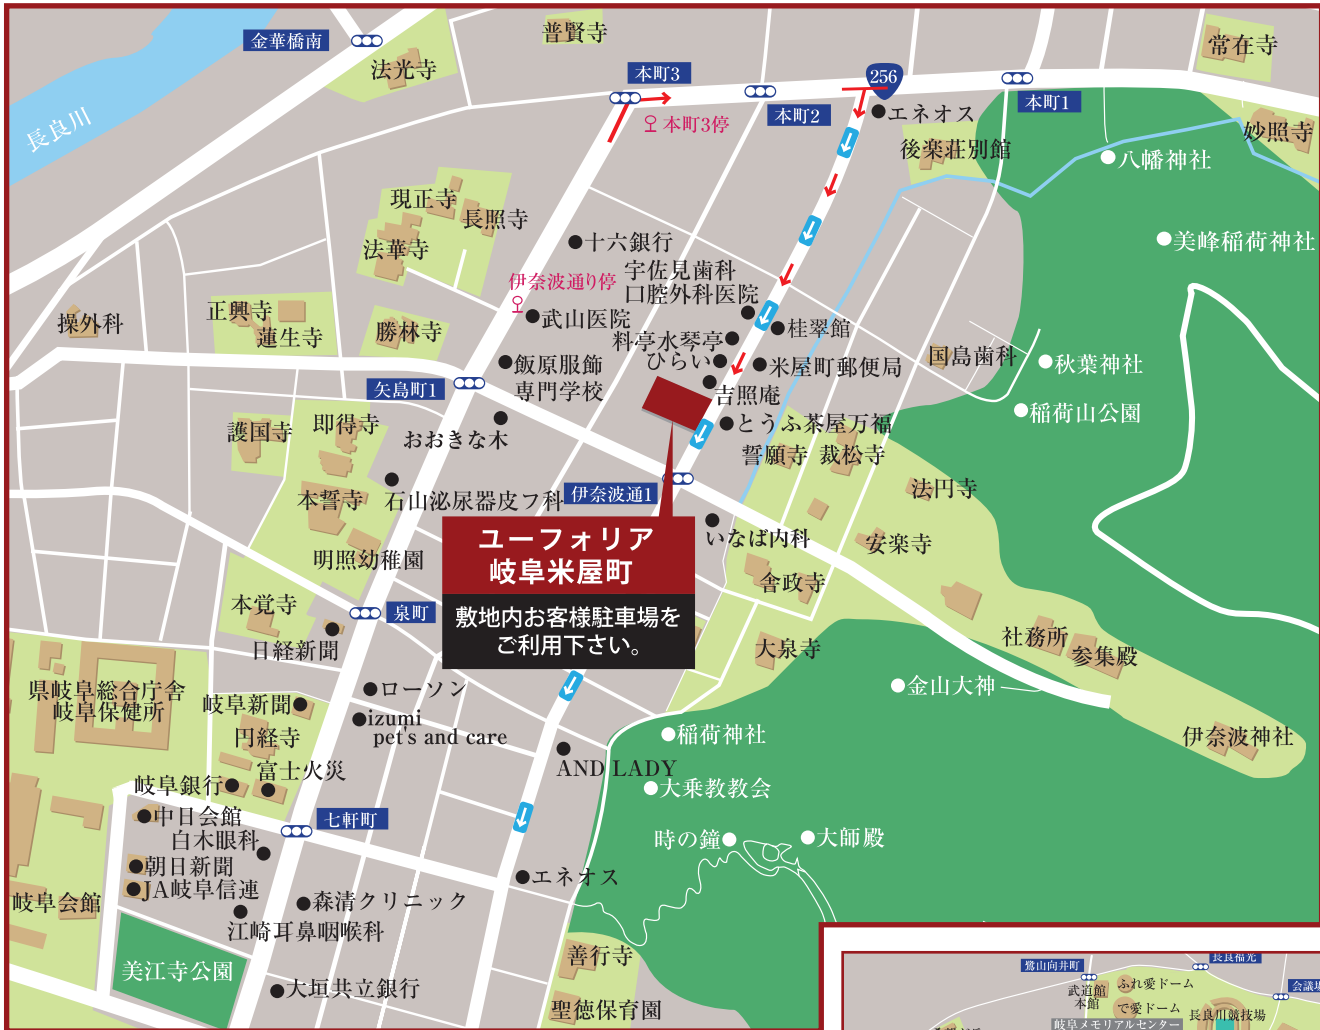 普賢寺
常在寺
金華橋南
法光寺
本町3
256
本町2
本町1
長良川
本町3停
エネオス
後楽荘別館
妙照寺
八幡神社
現正寺
長照寺
法華寺
十六銀行
美峰稲荷神社
宇佐見歯科
口腔外科医院
伊奈波通り停
正興寺
蓮生寺
操外科
勝林寺
武山医院
桂翠館
料亭水琴亭
ひらい
国島歯科
秋葉神社
飯原服飾
専門学校
米屋町郵便局
矢島町1
吉照庵
稲荷山公園
護国寺
即得寺
おおきな木
とうふ茶屋万福
誓願寺
裁松寺
本誓寺
石山泌尿器皮フ科
伊奈波通1
法円寺
ユーフォリア
岐阜米屋町
敷地内お客様駐車場を
ご利用下さい。
いなば内科
安楽寺
明照幼稚園
舎政寺
本覚寺
泉町
日経新聞
大泉寺
社務所
参集殿
県岐阜総合庁舎
岐阜保健所
ローソン
金山大神
岐阜新聞
izumi
pet's and care
円経寺
稲荷神社
伊奈波神社
富士火災
AND LADY
岐阜銀行
大乗教教会
中日会館
七軒町
白木眼科
時の鐘
大師殿
朝日新聞
JA岐阜信連
エネオス
岐阜会館
森清クリニック
江崎耳鼻咽喉科
美江寺公園
善行寺
大垣共立銀行
聖徳保育園
鷺山向井町
長良福光
武道館
本館
ふれ愛ドーム
で愛ドーム
会議場
長良川競技場
岐阜メモリアルセンター